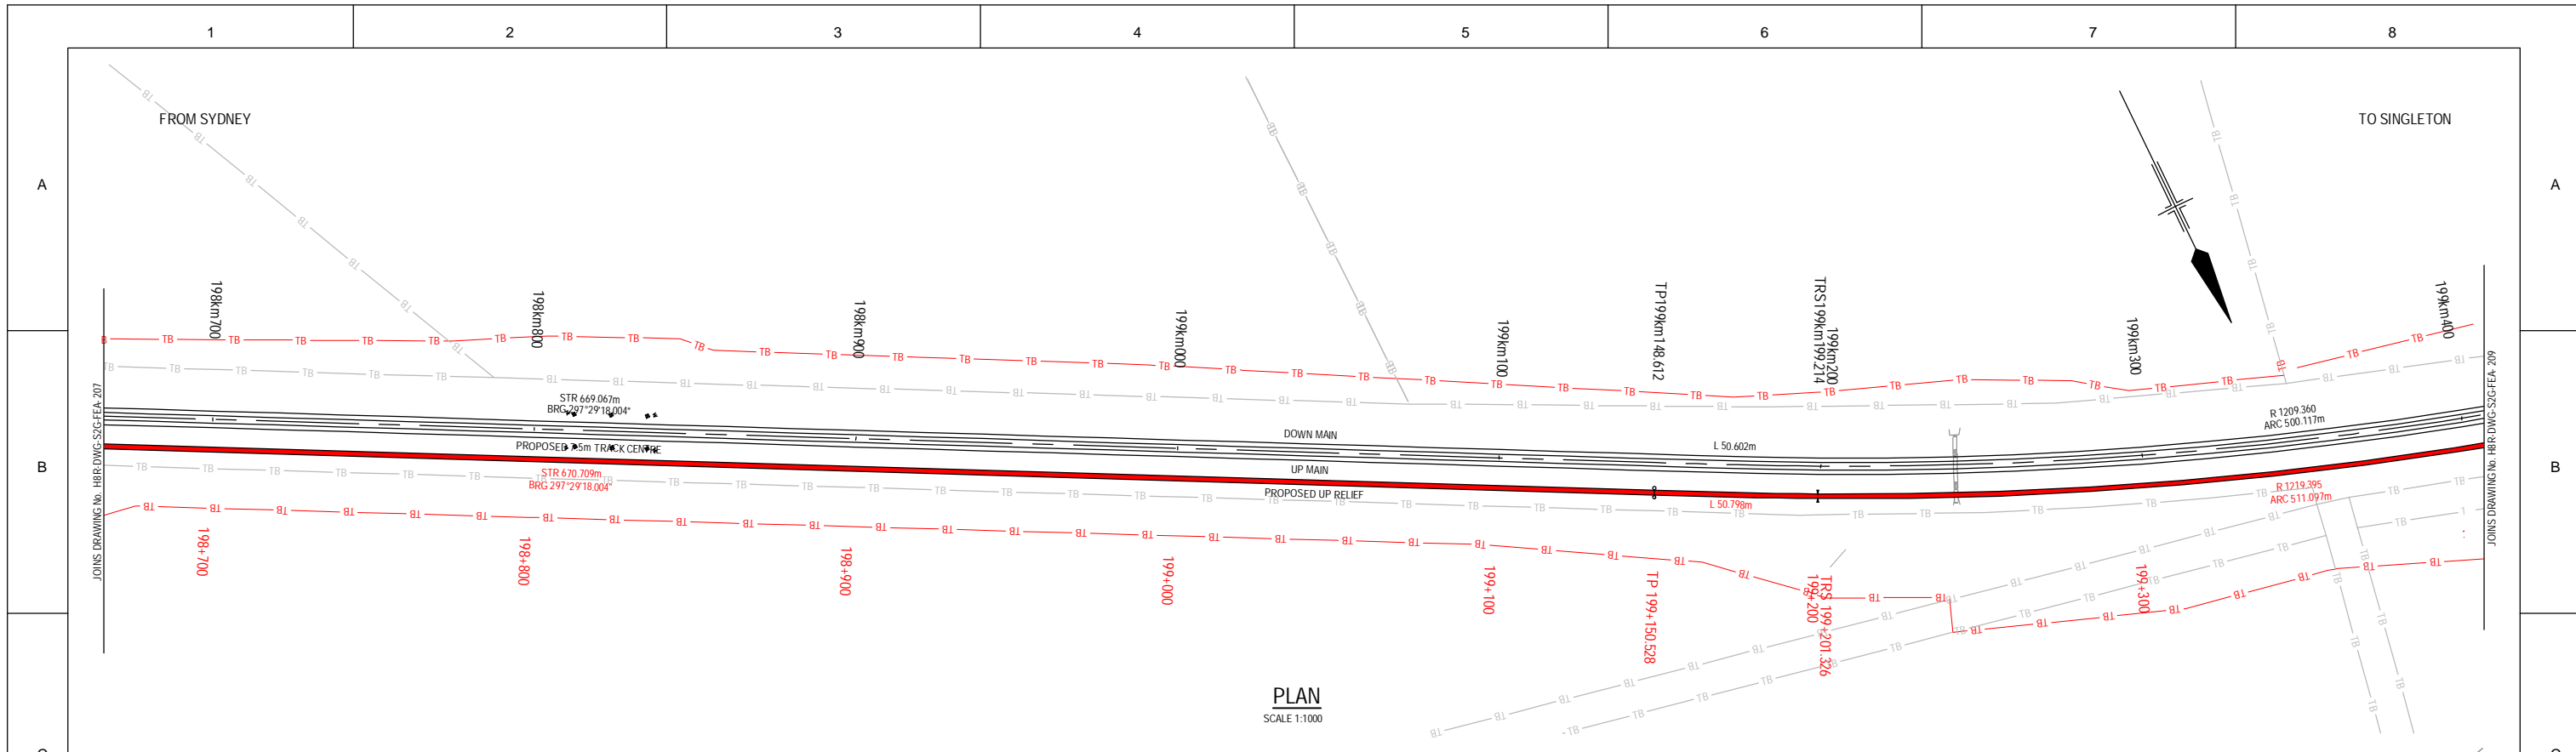 1 2 3 4 5 6 7 8
A A
FROM SYDNEY
TO SINGLETON
198km700
198km800
198km900
199km000
199km100
TP199km148.612
TRS199km199.214
199km200
199km300
199km400
JOINS DRAWING No. H8R-DWG-S2G-FEA- 207
STR 669.067m
BRG 297°29'18.004"
PROPOSED 7.5m TRACK CENTRE
STR 670.709m
BRG 297°29'18.004"
DOWN MAIN
UP MAIN
PROPOSED UP RELIEF
L 50.602m
L 50.798m
R 1209.360
ARC 500.117m
R 1219.395
ARC 511.097m
JOINS DRAWING No. H8R-DWG-S2G-FEA- 209
B B
198+700
198+800
198+900
199+000
199+100
TP 199+150.528
199+200
TRS 199+201.326
199+300
TB
PLAN
SCALE 1:1000